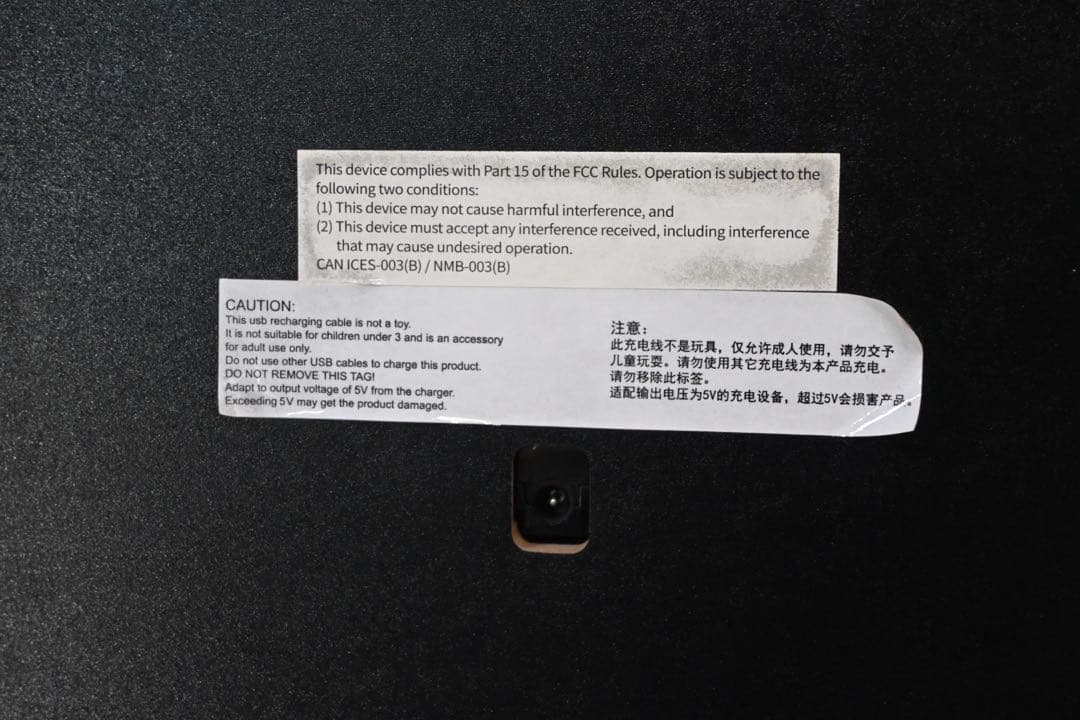 This device complies with Part 15 of the FCC Rules. Operation is subject to the
following two conditions:
(1) This device may not cause harmful interference, and
(2) This device must accept any interference received, including interference
that may cause undesired operation.
CAN ICES-003(B) / NMB-003(B)
CAUTION:
This usb recharging cable is not a toy.
It is not suitable for children under 3 and is an accessory
for adult use only.
Do not use other USB cables to charge this product.
DO NOT REMOVE THIS TAG!
Adapt to output voltage of 5V from the charger.
Exceeding 5V may get the product damaged.
注意：
此充电线不是玩具，仅允许成人使用，请勿交予
儿童玩耍。请勿使用其它充电线为本产品充电。
请勿移除此标签。
适配输出电压为5V的充电设备，超过5V会损害产品。